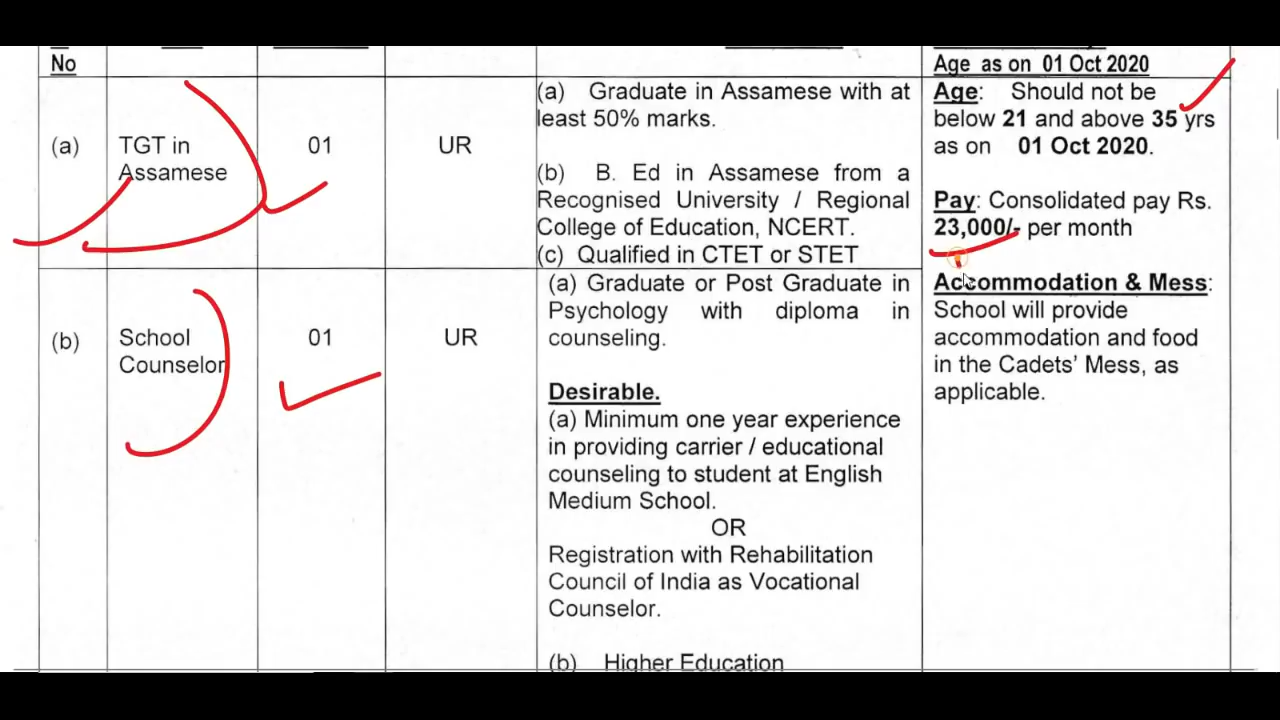 No
Age as on 01 Oct 2020
(a)
TGT in
Assamese
01
UR
(a) Graduate in Assamese with at
least 50% marks.
(b) B. Ed in Assamese from a
Recognised University / Regional
College of Education, NCERT.
(c) Qualified in CTET or STET
Age: Should not be
below 21 and above 35 yrs
as on 01 Oct 2020.
Pay: Consolidated pay Rs.
23,000/- per month
Accommodation & Mess:
School will provide
accommodation and food
in the Cadets' Mess, as
applicable.
(b)
School
Counselor
01
UR
(a) Graduate or Post Graduate in
Psychology with diploma in
counseling.
Desirable.
(a) Minimum one year experience
in providing carrier / educational
counseling to student at English
Medium School.
OR
Registration with Rehabilitation
Council of India as Vocational
Counselor.
(b) Higher Education